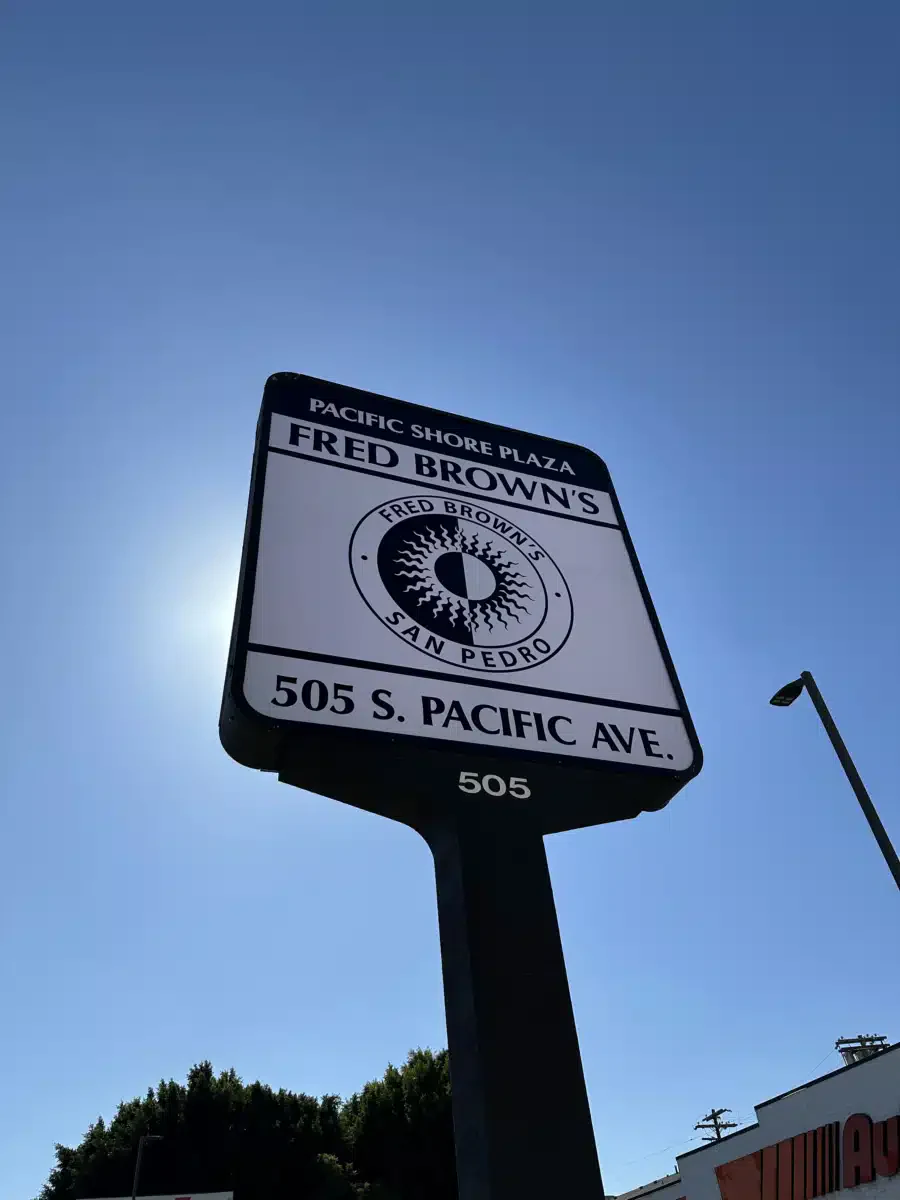 PACIFIC SHORE PLAZA
FRED BROWN'S
FRED BROWN'S
SAN PEDRO
505 S. PACIFIC AVE.
505